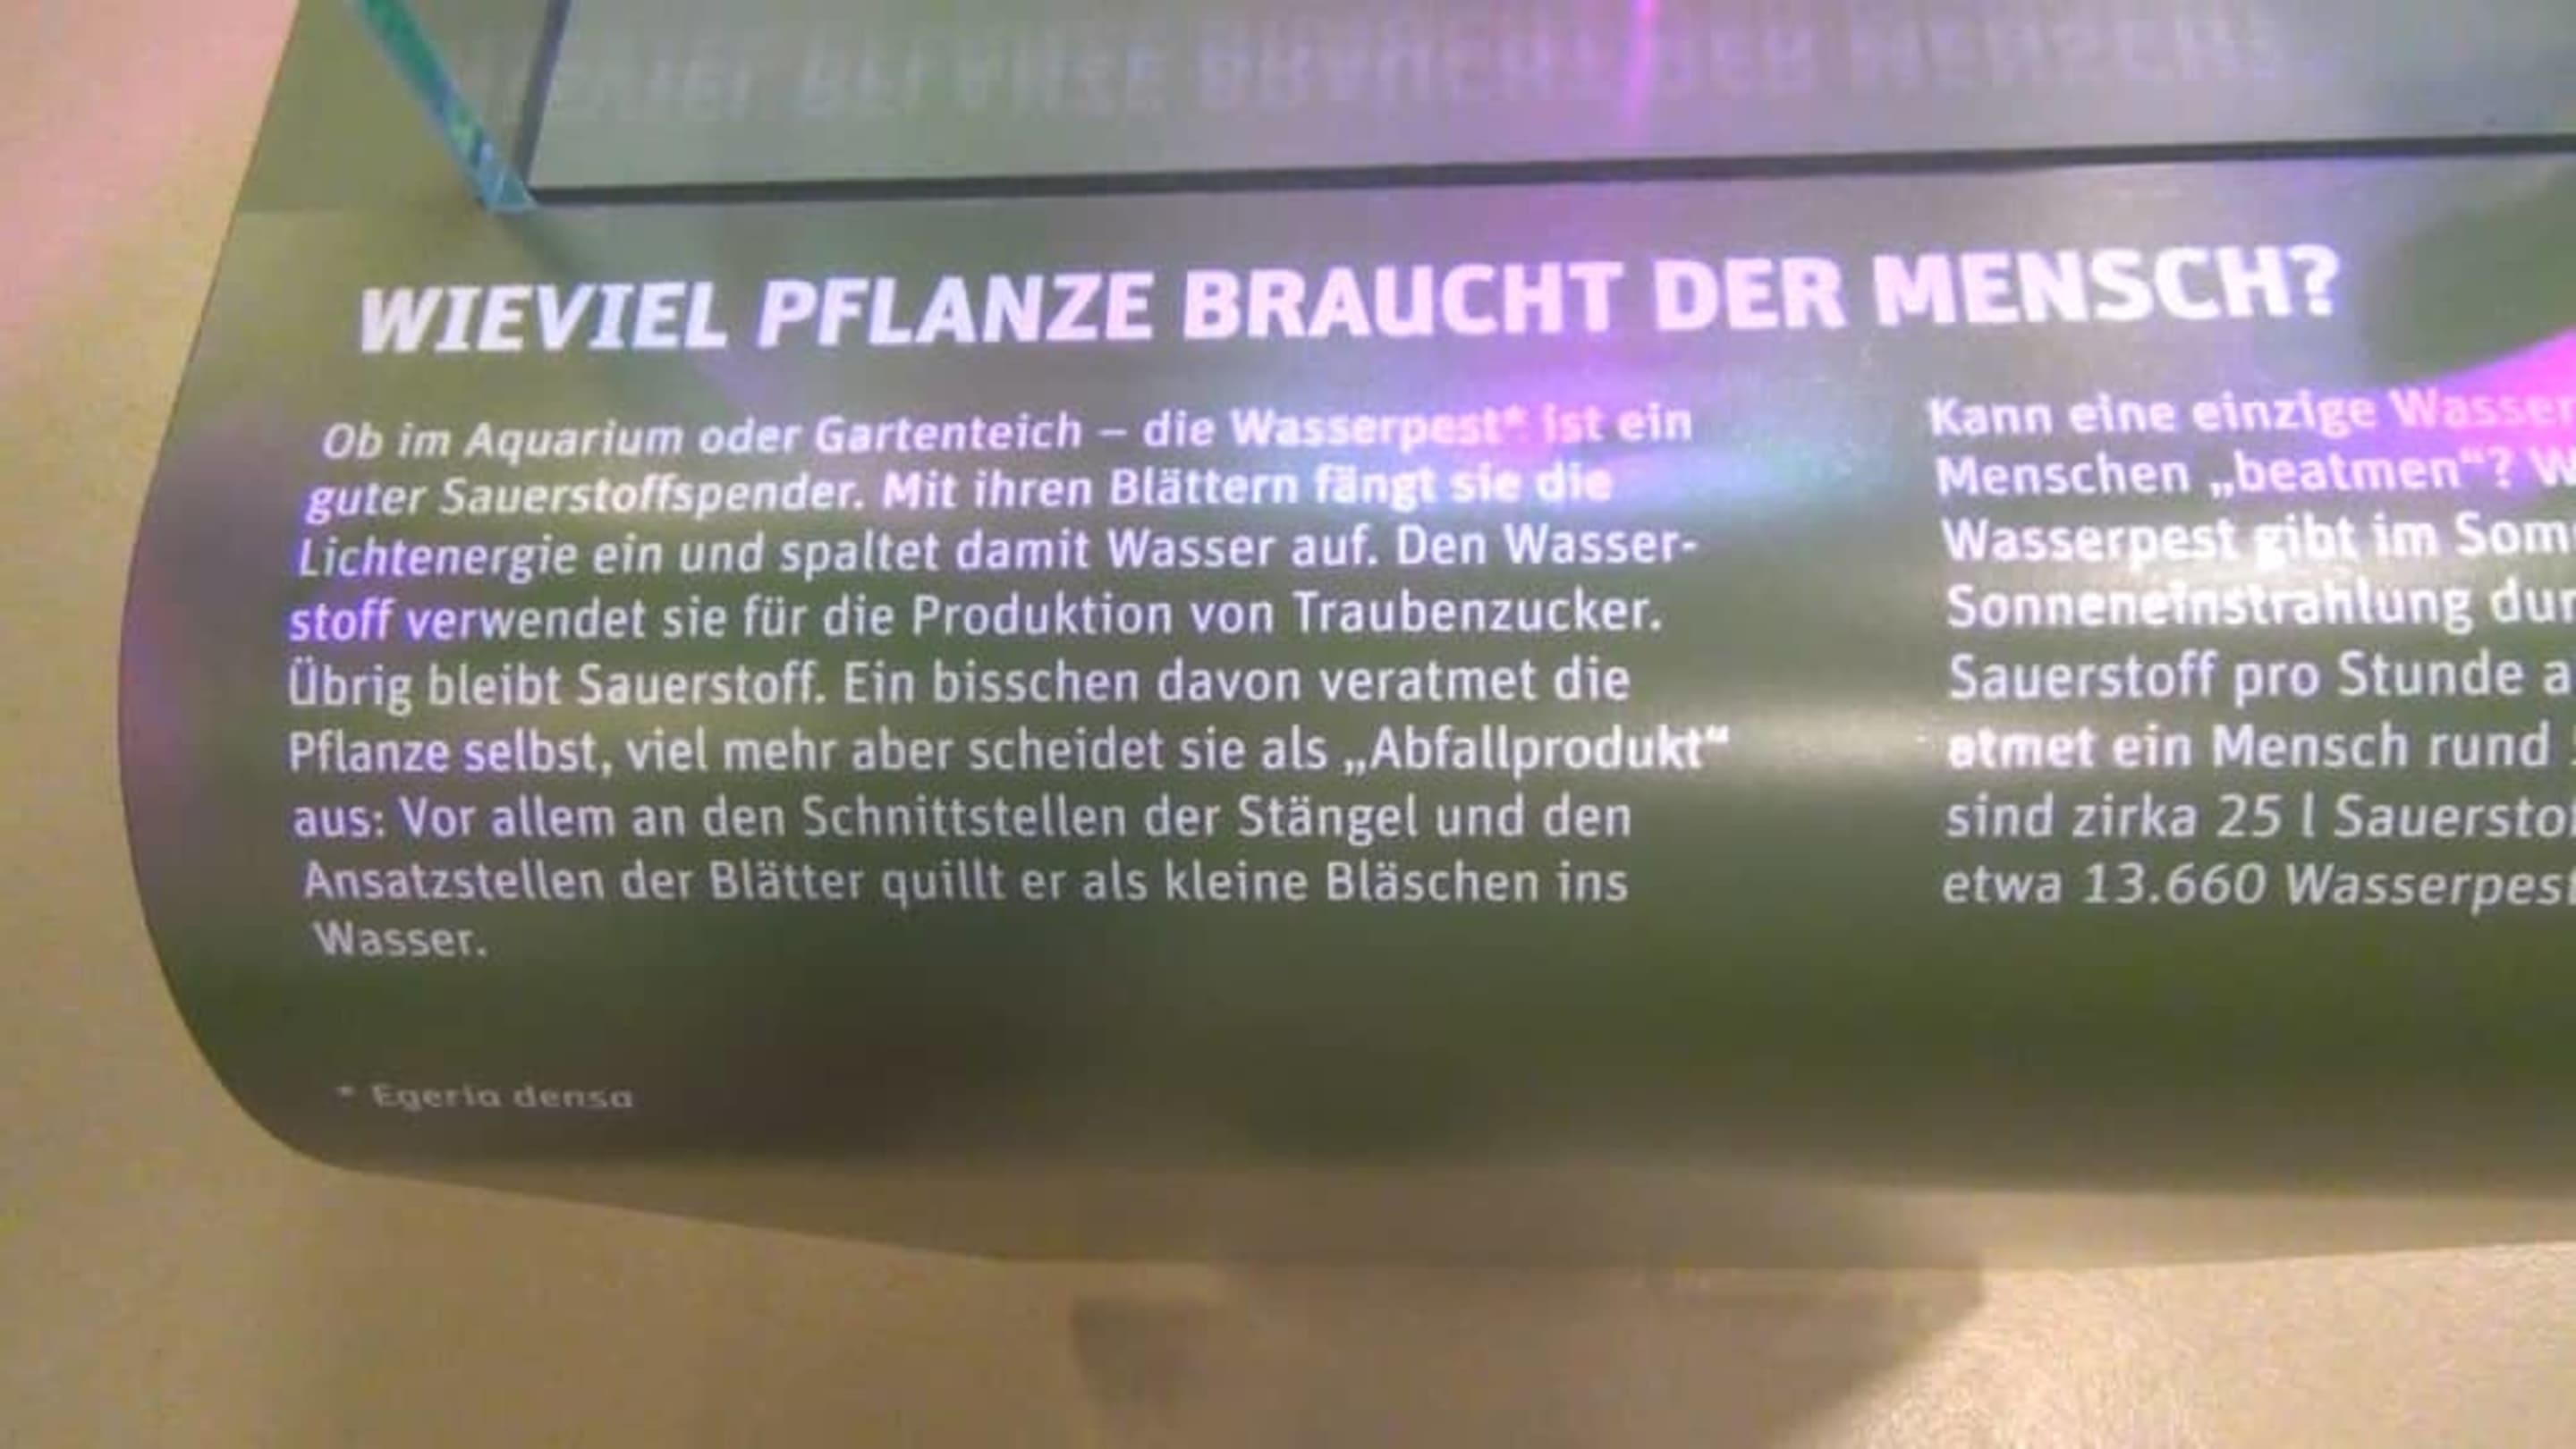 WIEVIEL PFLANZE BRAUCHT DER MENSCH?
Ob im Aquarium oder Gartenteich – die Wasserpest* ist ein
guter Sauerstoffspender. Mit ihren Blättern fängt sie die
Lichtenergie ein und spaltet damit Wasser auf. Den Wasser-
stoff verwendet sie für die Produktion von Traubenzucker.
Übrig bleibt Sauerstoff. Ein bisschen davon veratmet die
Pflanze selbst, viel mehr aber scheidet sie als „Abfallprodukt“
aus: Vor allem an den Schnittstellen der Stängel und den
Ansatzstellen der Blätter quillt er als kleine Bläschen ins
Wasser.
* Egeria densa
Kann eine einzige Wasser
Menschen „beatmen“? W
Wasserpest gibt im Som
Sonneneinstrahlung dur
Sauerstoff pro Stunde a
atmet ein Mensch rund
sind zirka 25 l Sauersto
etwa 13.660 Wasserpest